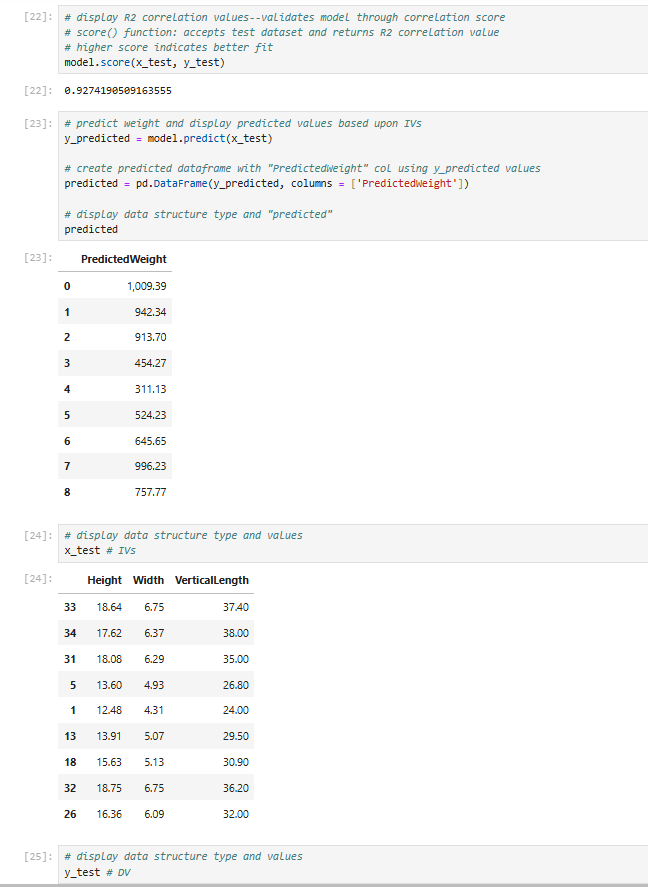 [22]: # display R2 correlation values--validates model through correlation score
# score() function: accepts test dataset and returns R2 correlation value
# higher score indicates better fit
model.score(x_test, y_test)
[22]: 0.9274190509163555
[23]: # predict weight and display predicted values based upon IVs
y_predicted = model.predict(x_test)
# create predicted dataframe with "PredictedWeight" col using y_predicted values
predicted = pd.DataFrame(y_predicted, columns = ['PredictedWeight'])
# display data structure type and "predicted"
predicted
[23]: PredictedWeight
0 1,009.39
1 942.34
2 913.70
3 454.27
4 311.13
5 524.23
6 645.65
7 996.23
8 757.77
[24]: # display data structure type and values
x_test # IVs
[24]: Height Width VerticalLength
33 18.64 6.75 37.40
34 17.62 6.37 38.00
31 18.08 6.29 35.00
5 13.60 4.93 26.80
1 12.48 4.31 24.00
13 13.91 5.07 29.50
18 15.63 5.13 30.90
32 18.75 6.75 36.20
26 16.36 6.09 32.00
[25]: # display data structure type and values
y_test # DV